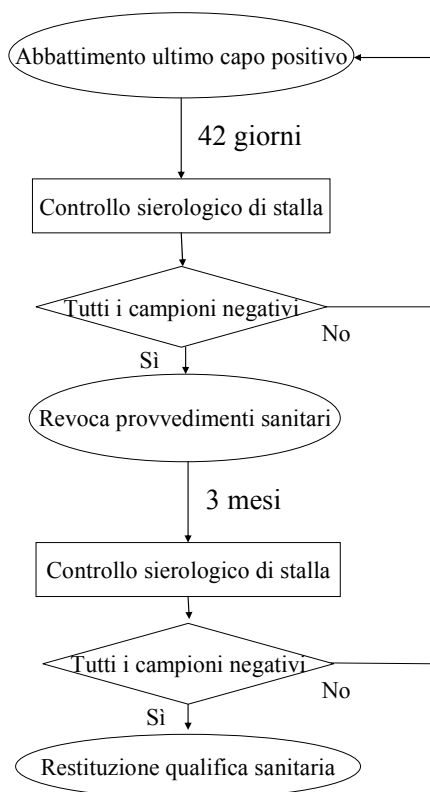 Abbattimento ultimo capo positivo
42 giorni
Controllo sierologico di stalla
Tutti i campioni negativi
No
Sì
Revoca provvedimenti sanitari
3 mesi
Controllo sierologico di stalla
Tutti i campioni negativi
No
Sì
Restituzione qualifica sanitaria